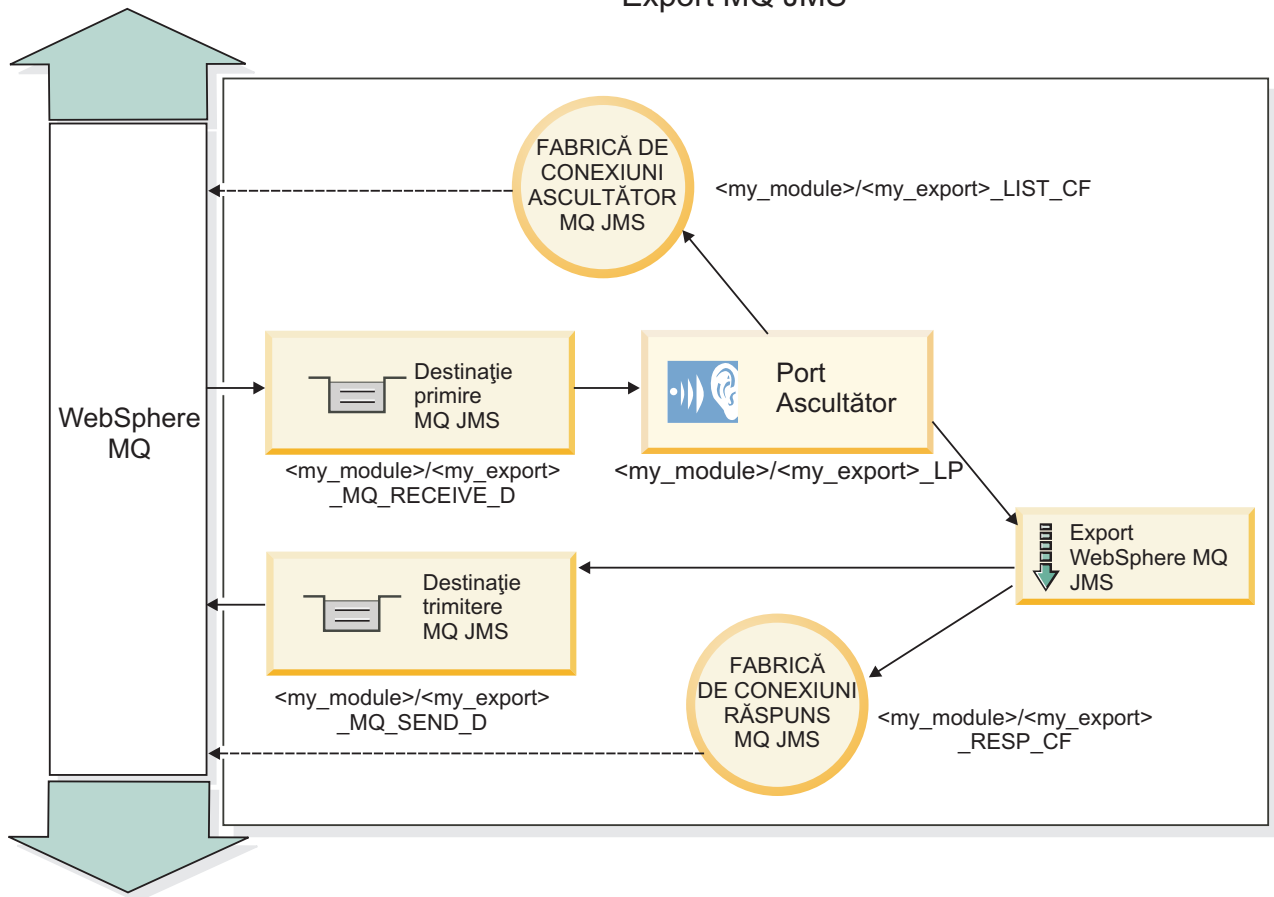 Export MQ JMS
FABRICĂ DE
CONEXIUNI
ASCULTĂTOR
MQ JMS
<my_module>/<my_export>_LIST_CF
WebSphere
MQ
Destinaţie
primire
MQ JMS
<my_module>/<my_export>
_MQ_RECEIVE_D
Port
Ascultător
<my_module>/<my_export>_LP
Export
WebSphere MQ
JMS
Destinaţie
trimitere
MQ JMS
<my_module>/<my_export>
_MQ_SEND_D
FABRICĂ
DE CONEXIUNI
RĂSPUNS
MQ JMS
<my_module>/<my_export>
_RESP_CF